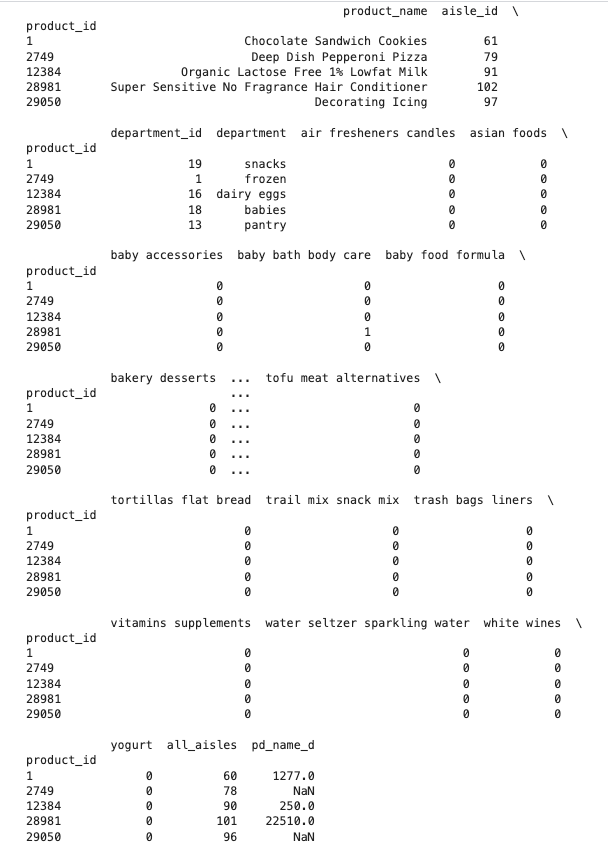 product_name aisle_id \
product_id
1 Chocolate Sandwich Cookies 61
2749 Deep Dish Pepperoni Pizza 79
12384 Organic Lactose Free 1% Lowfat Milk 91
28981 Super Sensitive No Fragrance Hair Conditioner 102
29050 Decorating Icing 97
department_id department air fresheners candles asian foods \
product_id
1 19 snacks 0 0
2749 1 frozen 0 0
12384 16 dairy eggs 0 0
28981 18 babies 0 0
29050 13 pantry 0 0
baby accessories baby bath body care baby food formula \
product_id
1 0 0 0
2749 0 0 0
12384 0 0 0
28981 0 1 0
29050 0 0 0
bakery desserts ... tofu meat alternatives \
product_id ...
1 0 ... 0
2749 0 ... 0
12384 0 ... 0
28981 0 ... 0
29050 0 ... 0
tortillas flat bread trail mix snack mix trash bags liners \
product_id
1 0 0 0
2749 0 0 0
12384 0 0 0
28981 0 0 0
29050 0 0 0
vitamins supplements water seltzer sparkling water white wines \
product_id
1 0 0 0
2749 0 0 0
12384 0 0 0
28981 0 0 0
29050 0 0 0
yogurt all_aisles pd_name_d
product_id
1 0 60 1277.0
2749 0 78 NaN
12384 0 90 250.0
28981 0 101 22510.0
29050 0 96 NaN